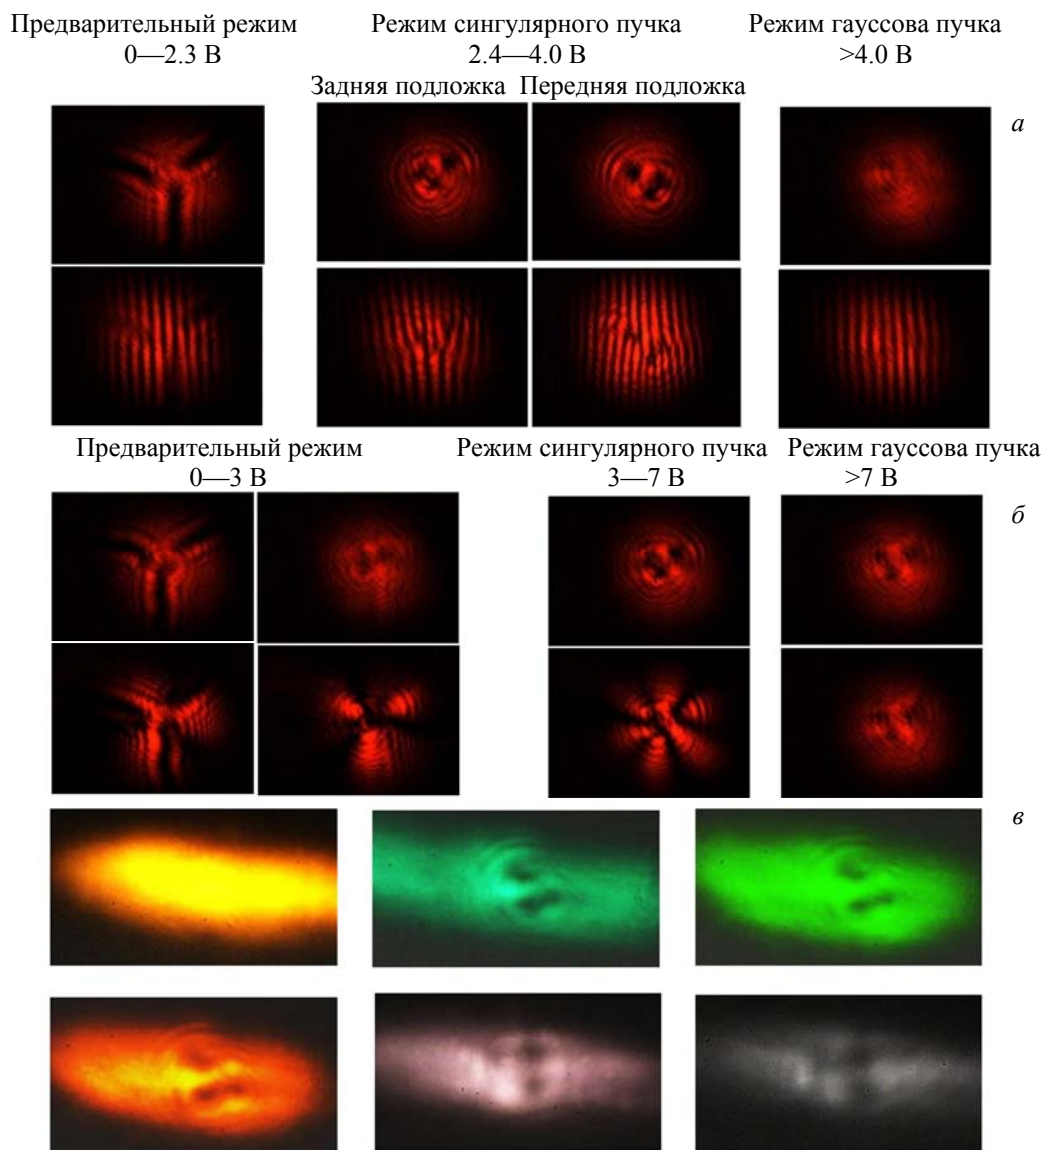 Предварительный режим Режим сингулярного пучка Режим гауссова пучка
0—2.3 В 2.4—4.0 В >4.0 В
Задняя подложка Передняя подложка
а
Предварительный режим Режим сингулярного пучка Режим гауссова пучка
0—3 В 3—7 В >7 В
б
в